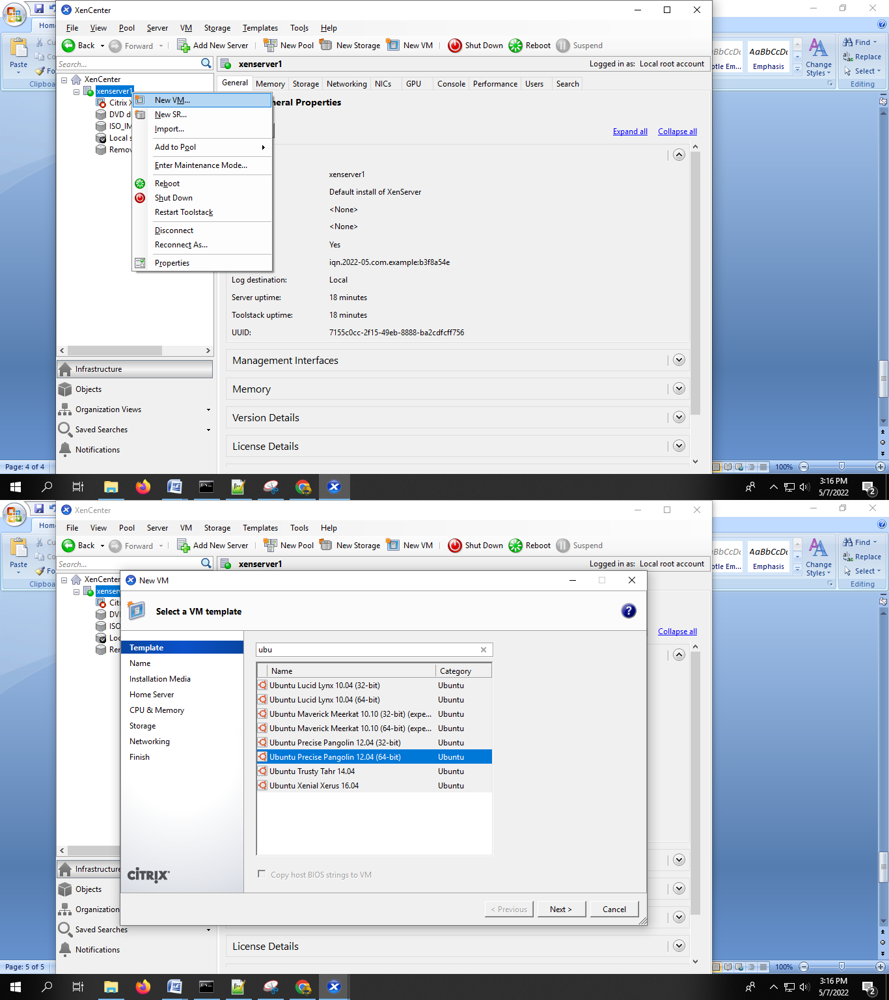 XenCenter
File View Pool Server VM Storage Templates Tools Help
Back Forward Add New Server New Pool New Storage New VM Shut Down Reboot Suspend
Search...
xenserver1
Logged in as: Local root account
XenCenter
xenserver1
Citrix X
DVD d
ISO_IM
Local s
Remov
General Memory Storage Networking NICs GPU Console Performance Users Search
New VM...
New SR...
Import...
Add to Pool
Enter Maintenance Mode...
Reboot
Shut Down
Restart Toolstack
Disconnect
Reconnect As...
Properties
neral Properties
Expand all Collapse all
xenserver1
Default install of XenServer
<None>
<None>
Yes
iqn.2022-05.com.example:b3f8a54e
Log destination: Local
Server uptime: 18 minutes
Toolstack uptime: 18 minutes
UUID: 7155c0cc-2f15-49eb-8888-ba2cdfcff756
Management Interfaces
Memory
Version Details
License Details
Infrastructure
Objects
Organization Views
Saved Searches
Notifications
Hom
Cu
Co
Paste
Fo
Clipboa
BbCcDc AaBbCcDc
tle Em... Emphasis
Change
Styles
Find
Replace
Select
Editing
Page: 4 of 4
100%
3:16 PM
5/7/2022
2
XenCenter
File View Pool Server VM Storage Templates Tools Help
Back Forward Add New Server New Pool New Storage New VM Shut Down Reboot Suspend
Search...
xenserver1
Logged in as: Local root account
XenCenter
xenserv
Cit
DV
ISO
Loc
Rer
Collapse all
New VM
Select a VM template
Template
Name
Installation Media
Home Server
CPU & Memory
Storage
Networking
Finish
CITRIX
ubu
Name Category
Ubuntu Lucid Lynx 10.04 (32-bit) Ubuntu
Ubuntu Lucid Lynx 10.04 (64-bit) Ubuntu
Ubuntu Maverick Meerkat 10.10 (32-bit) (expe... Ubuntu
Ubuntu Maverick Meerkat 10.10 (64-bit) (expe... Ubuntu
Ubuntu Precise Pangolin 12.04 (32-bit) Ubuntu
Ubuntu Precise Pangolin 12.04 (64-bit) Ubuntu
Ubuntu Trusty Tahr 14.04 Ubuntu
Ubuntu Xenial Xerus 16.04 Ubuntu
Copy host BIOS strings to VM
< Previous Next > Cancel
Infrastructure
Objects
Organization
Saved Searches
Notifications
License Details
Hom
Cu
Co
Paste
Fo
Clipboa
BbCcDc AaBbCcDc
tle Em... Emphasis
Change
Styles
Find
Replace
Select
Editing
Page: 5 of 5
100%
3:16 PM
5/7/2022
2